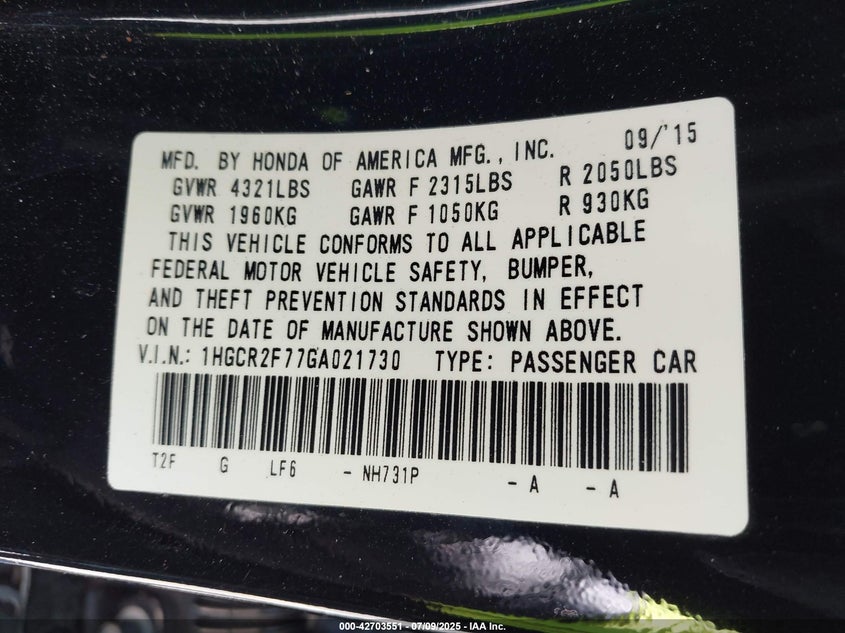 MFD. BY HONDA OF AMERICA MFG., INC. 09/'15
GVWR 4321LBS GAWR F 2315LBS R 2050LBS
GVWR 1960KG GAWR F 1050KG R 930KG
THIS VEHICLE CONFORMS TO ALL APPLICABLE
FEDERAL MOTOR VEHICLE SAFETY, BUMPER,
AND THEFT PREVENTION STANDARDS IN EFFECT
ON THE DATE OF MANUFACTURE SHOWN ABOVE.
V.I.N.: 1HGCR2F77GA021730 TYPE: PASSENGER CAR
T2F G LF6 - NH731P - A - A
000-42703551 - 07/09/2025 - IAA Inc.